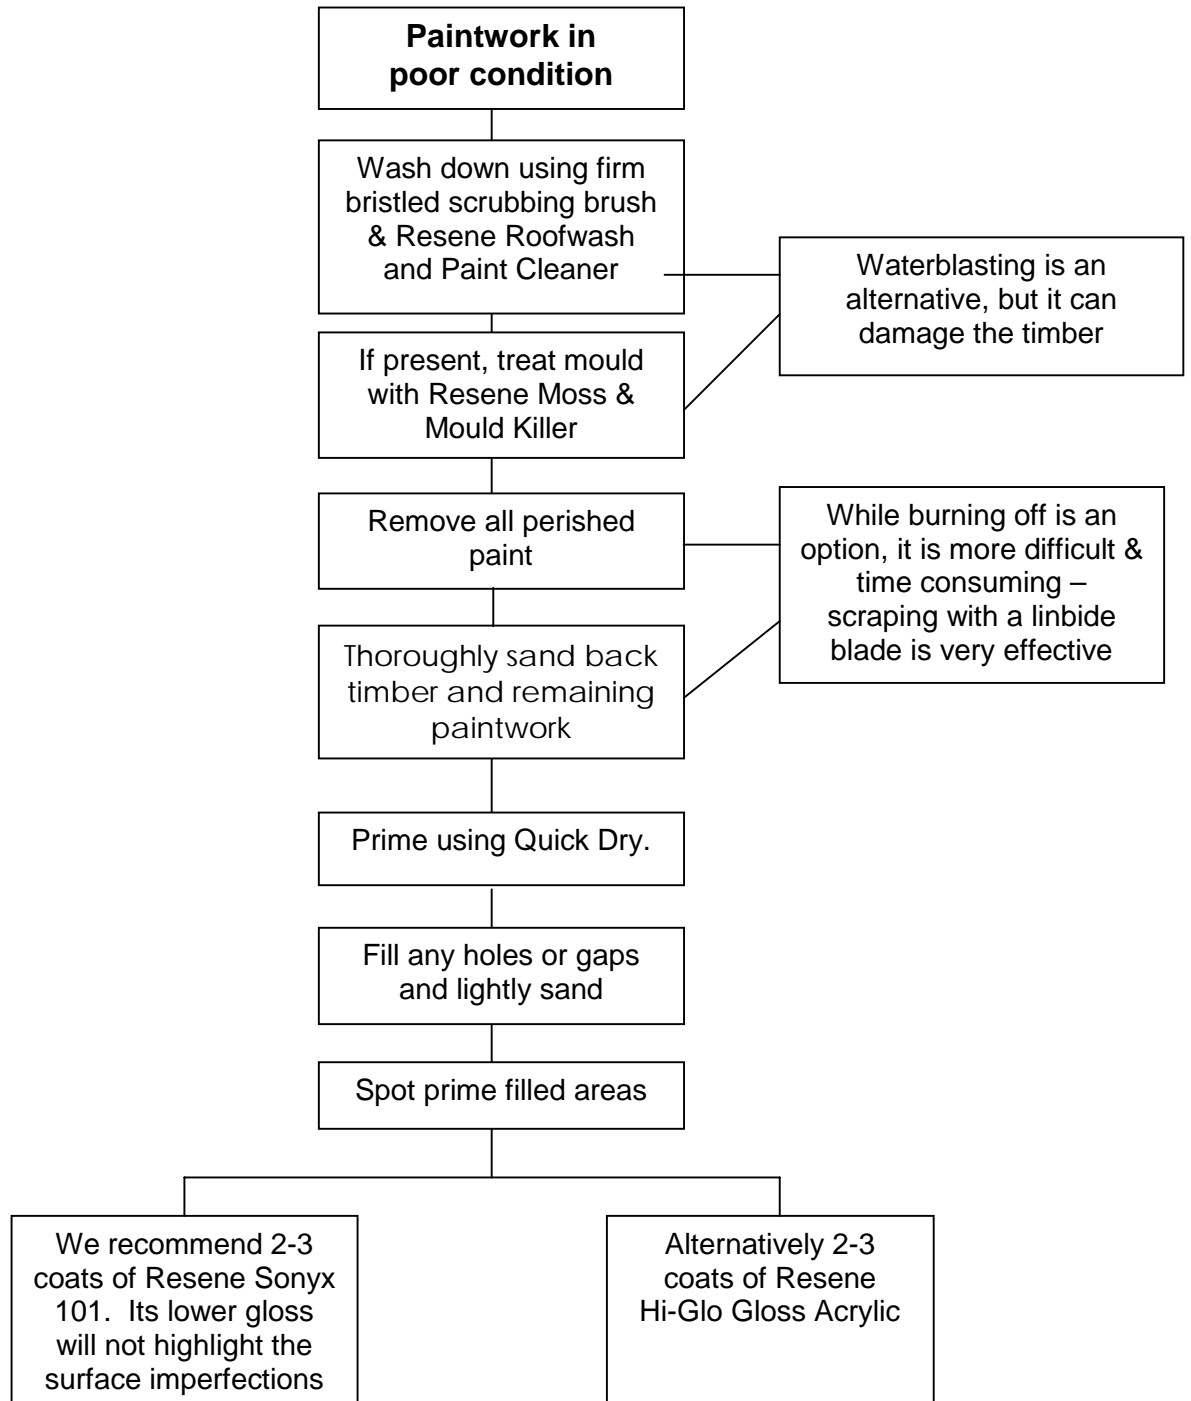 Paintwork in
poor condition
Wash down using firm
bristled scrubbing brush
& Resene Roofwash
and Paint Cleaner
Waterblasting is an
alternative, but it can
damage the timber
If present, treat mould
with Resene Moss &
Mould Killer
Remove all perished
paint
While burning off is an
option, it is more difficult &
time consuming –
scraping with a linbide
blade is very effective
Thoroughly sand back
timber and remaining
paintwork
Prime using Quick Dry.
Fill any holes or gaps
and lightly sand
Spot prime filled areas
We recommend 2-3
coats of Resene Sonyx
101.  Its lower gloss
will not highlight the
surface imperfections
Alternatively 2-3
coats of Resene
Hi-Glo Gloss Acrylic